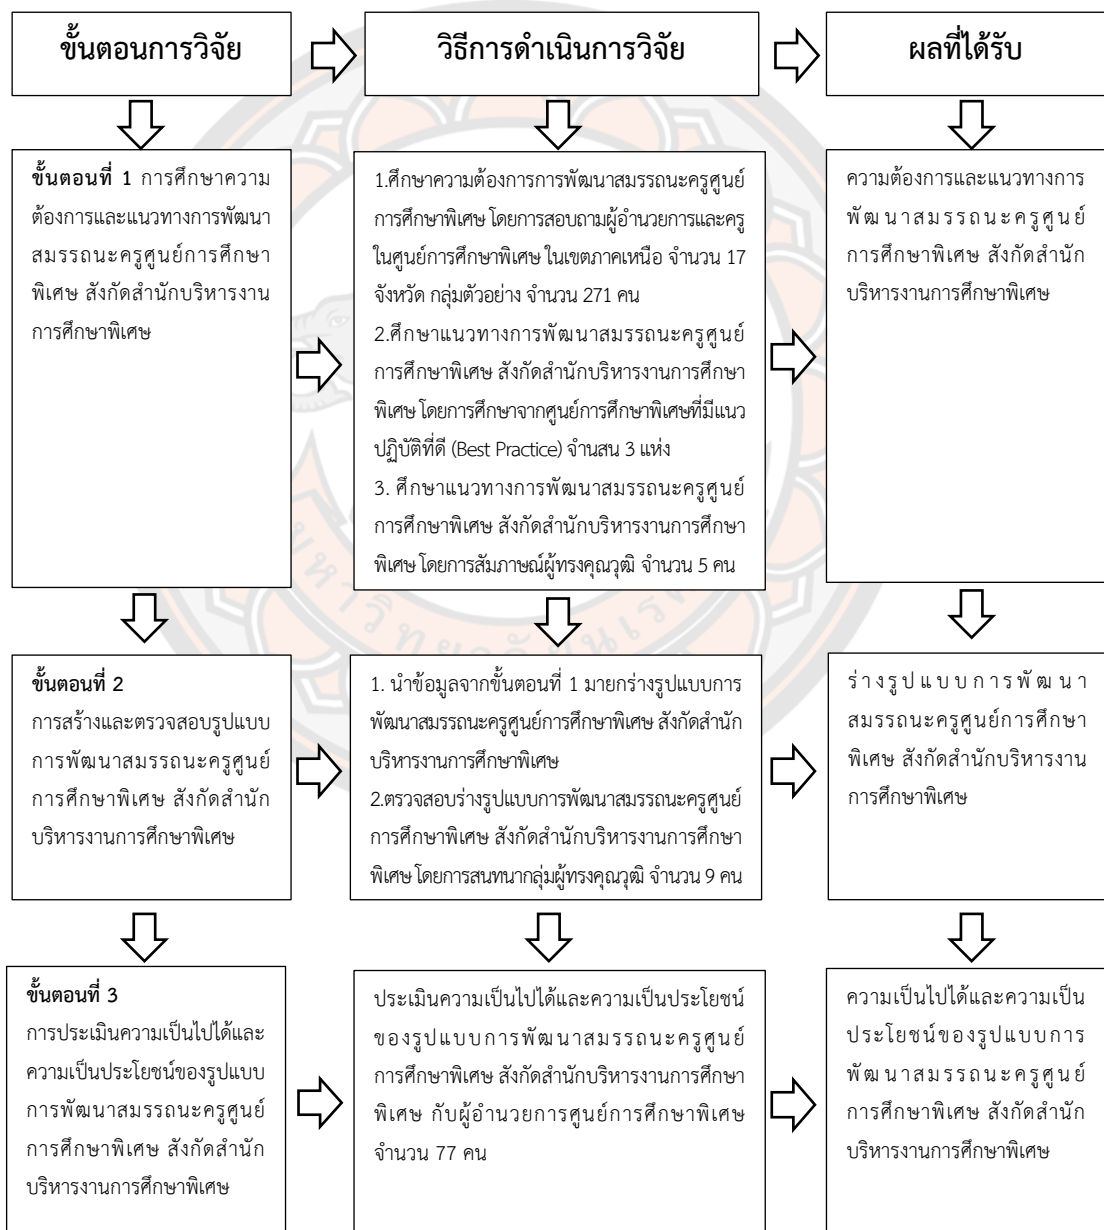 ขั้นตอนการวิจัย
วิธีการดำเนินการวิจัย
ผลที่ได้รับ
ขั้นตอนที่ 1 การศึกษาความ
ต้องการและแนวทางการพัฒนา
สมรรถนะครูศูนย์การศึกษา
พิเศษ สังกัดสำนักบริหารงาน
การศึกษาพิเศษ
1.ศึกษาความต้องการการพัฒนาสมรรถนะครูศูนย์
การศึกษาพิเศษ โดยการสอบถามผู้อำนวยการและครู
ในศูนย์การศึกษาพิเศษ ในเขตภาคเหนือ จำนวน 17
จังหวัด กลุ่มตัวอย่าง จำนวน 271 คน
2.ศึกษาแนวทางการพัฒนาสมรรถนะครูศูนย์
การศึกษาพิเศษ สังกัดสำนักบริหารงานการศึกษา
พิเศษ โดยการศึกษาจากศูนย์การศึกษาพิเศษที่มีแนว
ปฏิบัติที่ดี (Best Practice) จำนสน 3 แห่ง
3. ศึกษาแนวทางการพัฒนาสมรรถนะครูศูนย์
การศึกษาพิเศษ สังกัดสำนักบริหารงานการศึกษา
พิเศษ โดยการสัมภาษณ์ผู้ทรงคุณวุฒิ จำนวน 5 คน
ความต้องการและแนวทางการ
พัฒนาสมรรถนะครูศูนย์
การศึกษาพิเศษ สังกัดสำนัก
บริหารงานการศึกษาพิเศษ
ขั้นตอนที่ 2
การสร้างและตรวจสอบรูปแบบ
การพัฒนาสมรรถนะครูศูนย์
การศึกษาพิเศษ สังกัดสำนัก
บริหารงานการศึกษาพิเศษ
1. นำข้อมูลจากขั้นตอนที่ 1 มายกร่างรูปแบบการ
พัฒนาสมรรถนะครูศูนย์การศึกษาพิเศษ สังกัดสำนัก
บริหารงานการศึกษาพิเศษ
2.ตรวจสอบร่างรูปแบบการพัฒนาสมรรถนะครูศูนย์
การศึกษาพิเศษ สังกัดสำนักบริหารงานการศึกษา
พิเศษ โดยการสนทนากลุ่มผู้ทรงคุณวุฒิ จำนวน 9 คน
ร่างรูปแบบการพัฒนา
สมรรถนะครูศูนย์การศึกษา
พิเศษ สังกัดสำนักบริหารงาน
การศึกษาพิเศษ
ขั้นตอนที่ 3
การประเมินความเป็นไปได้และ
ความเป็นประโยชน์ของรูปแบบ
การพัฒนาสมรรถนะครูศูนย์
การศึกษาพิเศษ สังกัดสำนัก
บริหารงานการศึกษาพิเศษ
ประเมินความเป็นไปได้และความเป็นประโยชน์
ของรูปแบบการพัฒนาสมรรถนะครูศูนย์
การศึกษาพิเศษ สังกัดสำนักบริหารงานการศึกษา
พิเศษ กับผู้อำนวยการศูนย์การศึกษาพิเศษ
จำนวน 77 คน
ความเป็นไปได้และความเป็น
ประโยชน์ของรูปแบบการ
พัฒนาสมรรถนะครูศูนย์
การศึกษาพิเศษ สังกัดสำนัก
บริหารงานการศึกษาพิเศษ